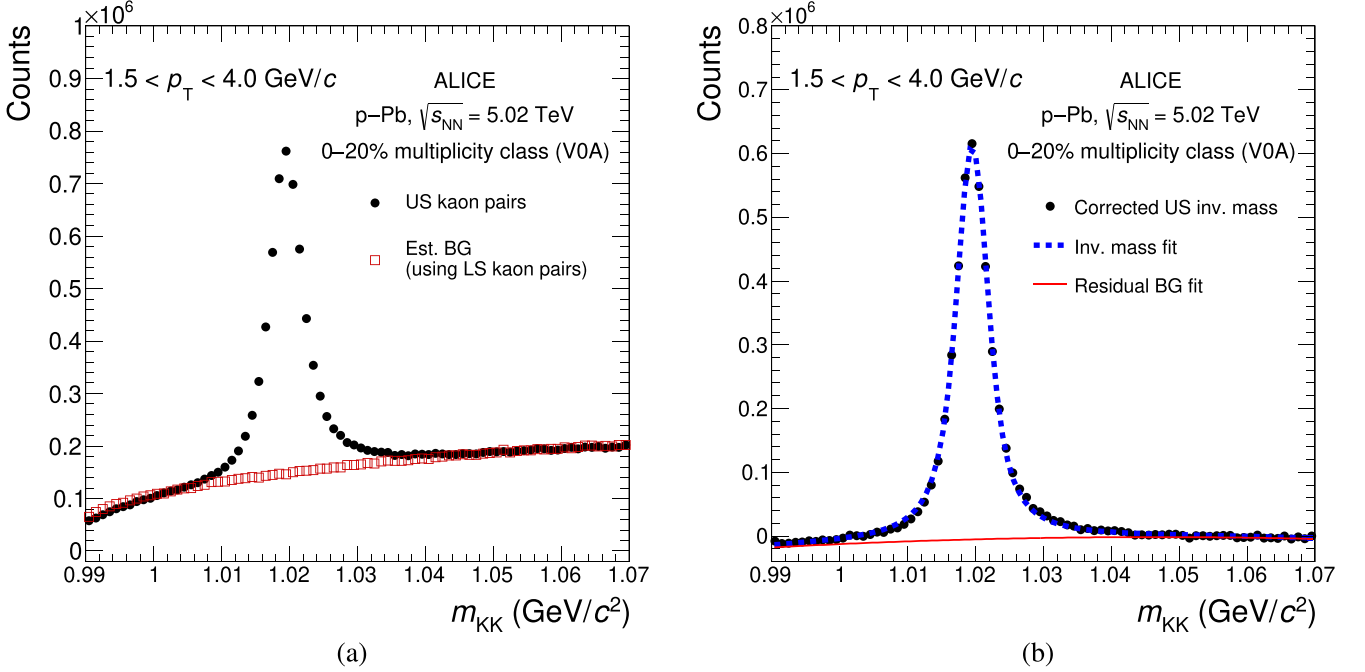 ×10⁶
Counts
1
0.9
0.8
0.7
0.6
0.5
0.4
0.3
0.2
0.1
0
1.5 < p_T < 4.0 GeV/c
ALICE
p–Pb, √s_NN = 5.02 TeV
0–20% multiplicity class (V0A)
US kaon pairs
Est. BG
(using LS kaon pairs)
0.99 1 1.01 1.02 1.03 1.04 1.05 1.06 1.07
m_KK (GeV/c²)
(a)
×10⁶
Counts
0.8
0.7
0.6
0.5
0.4
0.3
0.2
0.1
0
1.5 < p_T < 4.0 GeV/c
ALICE
p–Pb, √s_NN = 5.02 TeV
0–20% multiplicity class (V0A)
Corrected US inv. mass
Inv. mass fit
Residual BG fit
0.99 1 1.01 1.02 1.03 1.04 1.05 1.06 1.07
m_KK (GeV/c²)
(b)